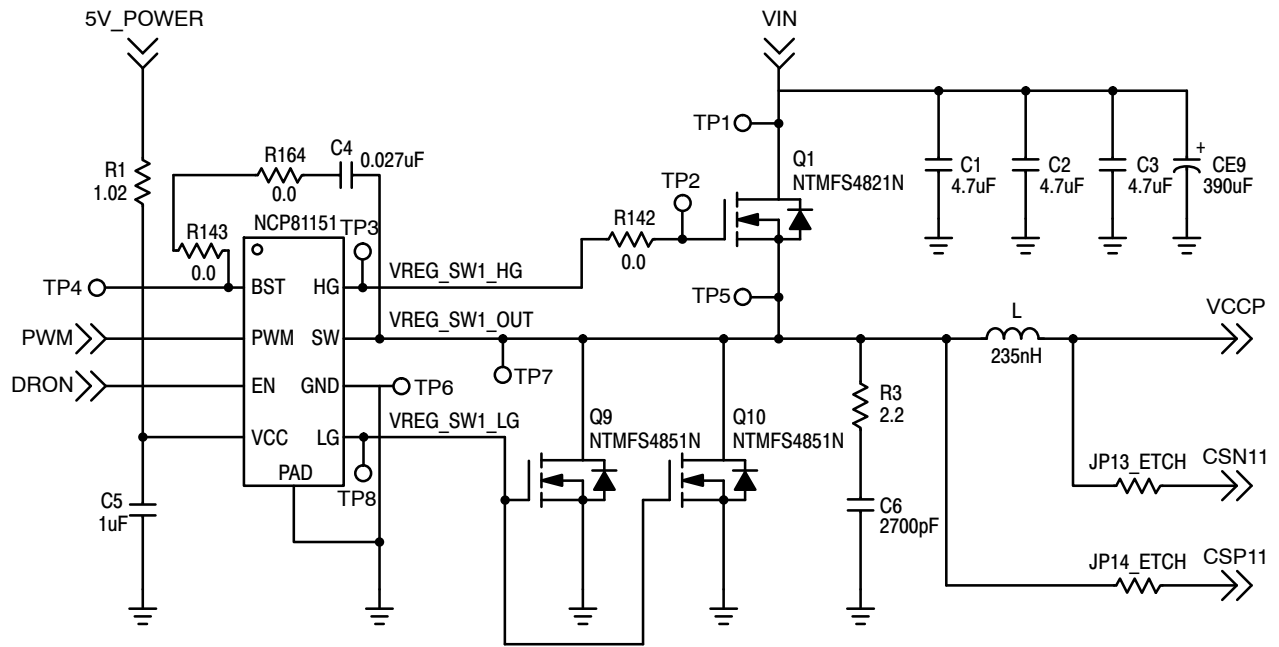 5V_POWER
VIN
TP1
R1
1.02
R164
0.0
C4
0.027uF
Q1
NTMFS4821N
C1
4.7uF
C2
4.7uF
C3
4.7uF
+
CE9
390uF
TP2
R142
0.0
R143
0.0
NCP81151
TP3
TP4
BST
HG
VREG_SW1_HG
TP5
PWM
PWM
SW
VREG_SW1_OUT
L
235nH
VCCP
DRON
EN
GND
TP6
TP7
VCC
LG
VREG_SW1_LG
PAD
TP8
Q9
NTMFS4851N
Q10
NTMFS4851N
R3
2.2
C5
1uF
C6
2700pF
JP13_ETCH
CSN11
JP14_ETCH
CSP11